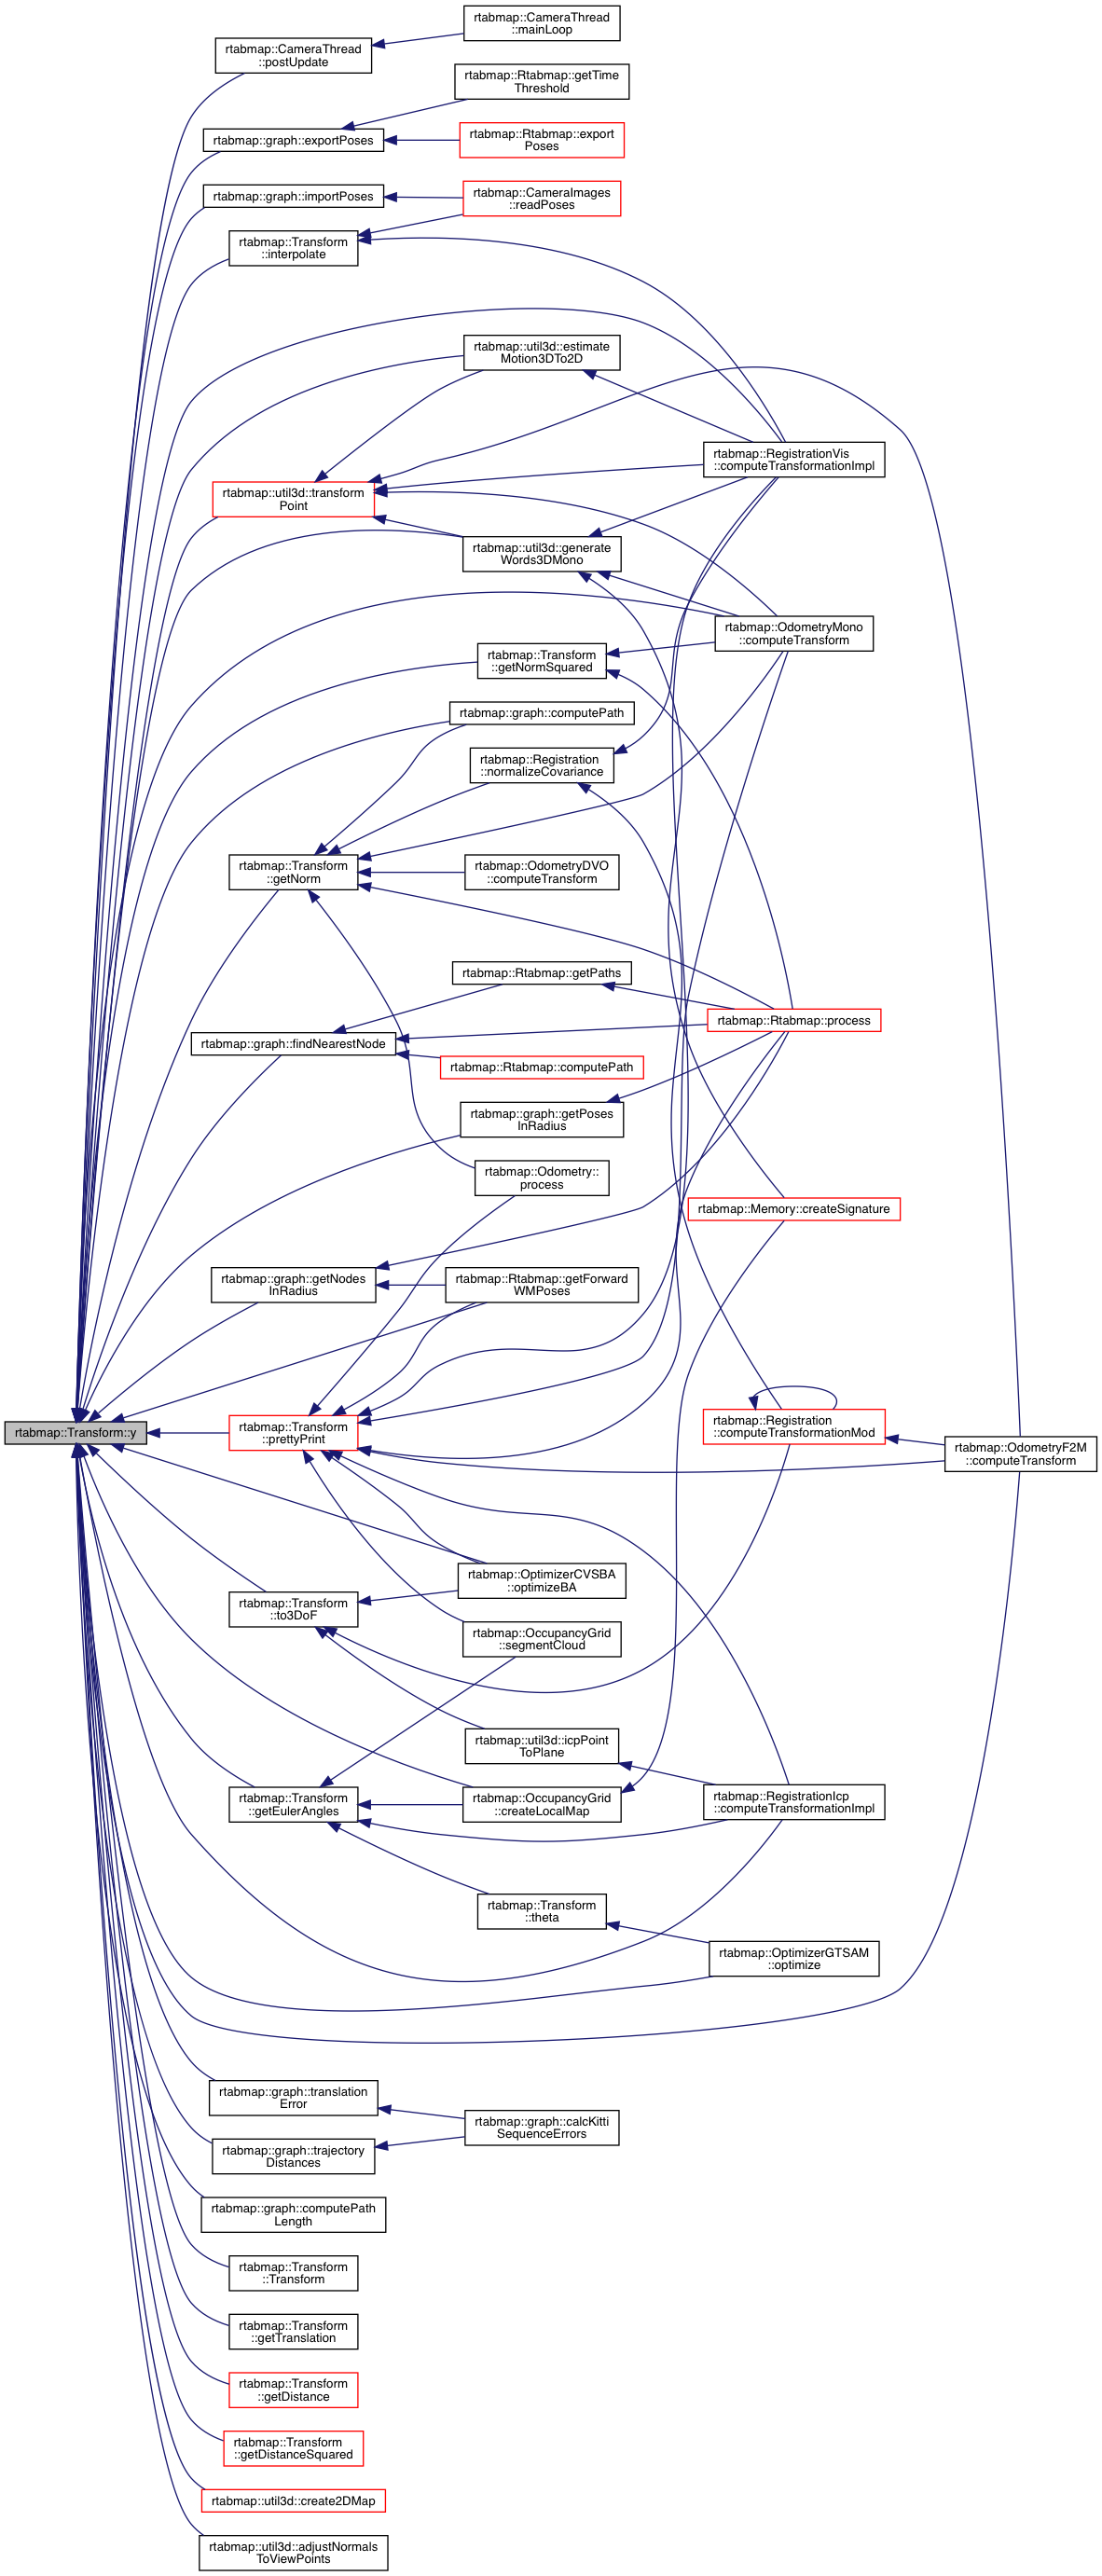 rtabmap::CameraThread
::mainLoop
rtabmap::CameraThread
::postUpdate
rtabmap::Rtabmap::getTime
Threshold
rtabmap::graph::exportPoses
rtabmap::Rtabmap::export
Poses
rtabmap::graph::importPoses
rtabmap::CameraImages
::readPoses
rtabmap::Transform
::interpolate
rtabmap::util3d::estimate
Motion3DTo2D
rtabmap::RegistrationVis
::computeTransformationImpl
rtabmap::util3d::transform
Point
rtabmap::util3d::generate
Words3DMono
rtabmap::OdometryMono
::computeTransform
rtabmap::Transform
::getNormSquared
rtabmap::graph::computePath
rtabmap::Registration
::normalizeCovariance
rtabmap::Transform
::getNorm
rtabmap::OdometryDVO
::computeTransform
rtabmap::Rtabmap::getPaths
rtabmap::Rtabmap::process
rtabmap::graph::findNearestNode
rtabmap::Rtabmap::computePath
rtabmap::graph::getPoses
InRadius
rtabmap::Odometry::
process
rtabmap::Memory::createSignature
rtabmap::graph::getNodes
InRadius
rtabmap::Rtabmap::getForward
WMPoses
rtabmap::Transform::y
rtabmap::Transform
::prettyPrint
rtabmap::Registration
::computeTransformationMod
rtabmap::OdometryF2M
::computeTransform
rtabmap::OptimizerCVSBA
::optimizeBA
rtabmap::Transform
::to3DoF
rtabmap::OccupancyGrid
::segmentCloud
rtabmap::util3d::icpPoint
ToPlane
rtabmap::Transform
::getEulerAngles
rtabmap::OccupancyGrid
::createLocalMap
rtabmap::RegistrationIcp
::computeTransformationImpl
rtabmap::Transform
::theta
rtabmap::OptimizerGTSAM
::optimize
rtabmap::graph::translation
Error
rtabmap::graph::calcKitti
SequenceErrors
rtabmap::graph::trajectory
Distances
rtabmap::graph::computePath
Length
rtabmap::Transform
::Transform
rtabmap::Transform
::getTranslation
rtabmap::Transform
::getDistance
rtabmap::Transform
::getDistanceSquared
rtabmap::util3d::create2DMap
rtabmap::util3d::adjustNormals
ToViewPoints